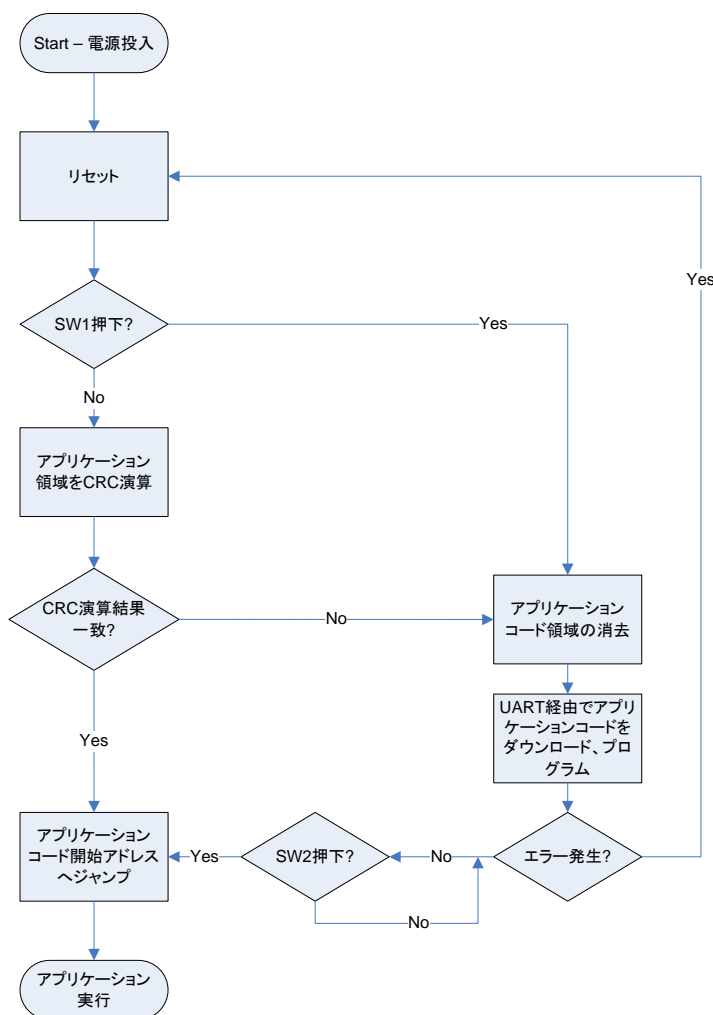 Start – 電源投入
リセット
Yes
SW1押下?
Yes
No
アプリケーション
領域をCRC演算
CRC演算結果
一致?
No
アプリケーション
コード領域の消去
UART経由でアプリ
ケーションコードを
ダウンロード、プロ
グラム
Yes
アプリケーション
コード開始アドレス
へジャンプ
Yes
SW2押下?
No
エラー発生?
No
アプリケーション
実行